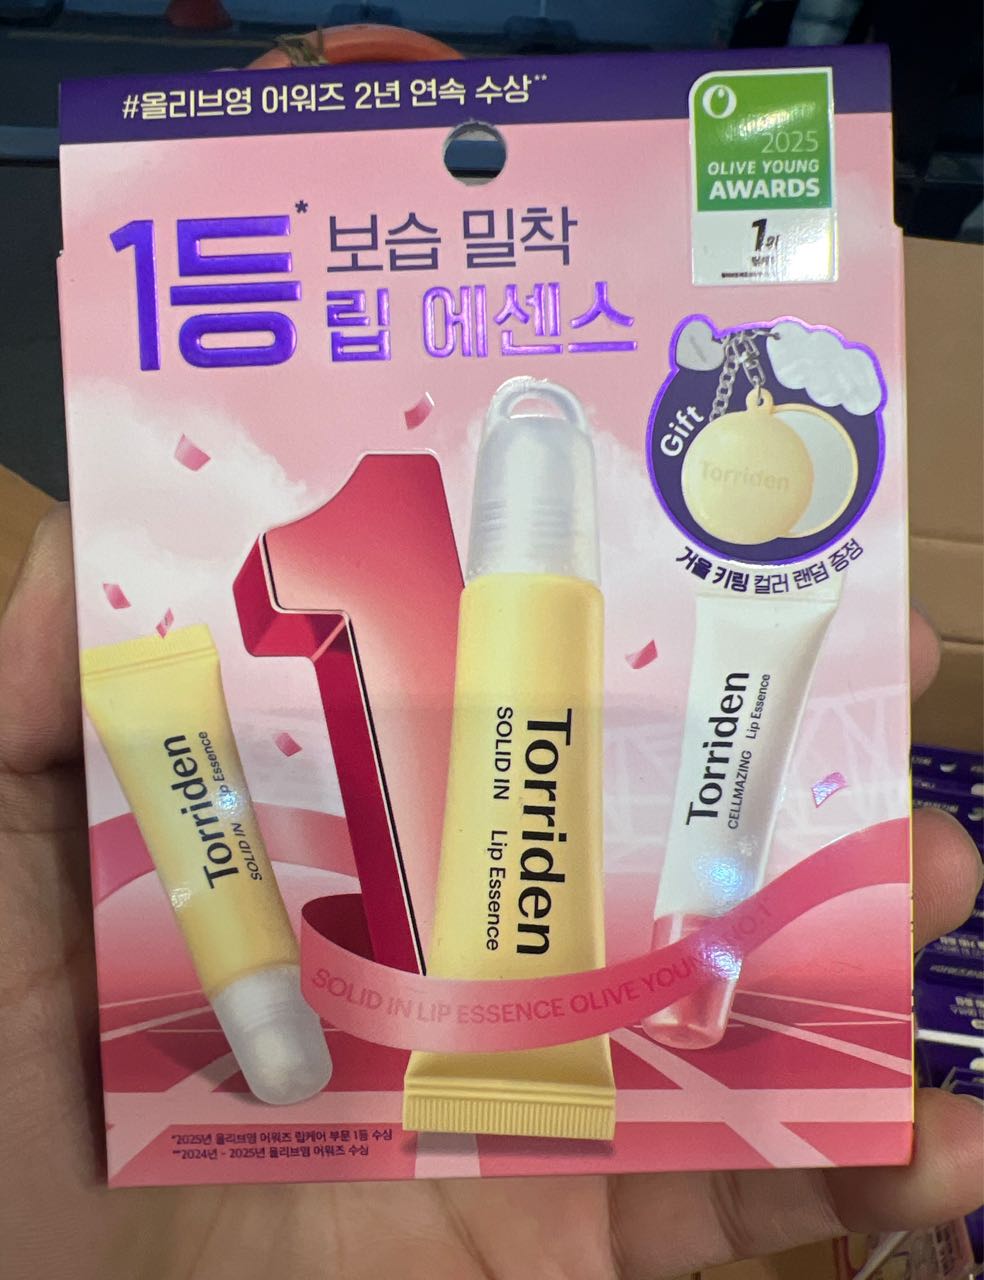 #올리브영 어워즈 2년 연속 수상**
2025
OLIVE YOUNG
AWARDS
1위
1등* 보습 밀착
립 에센스
Gift
Torriden
거울 키링 컬러 랜덤 증정
Torriden
SOLID IN Lip Essence
Torriden
SOLID IN Lip Essence
Torriden
CELLMAZING Lip Essence
SOLID IN LIP ESSENCE OLIVE YOUNG NO.1
*2025년 올리브영 어워즈 립케어 부문 1등 수상
**2024년 - 2025년 올리브영 어워즈 수상